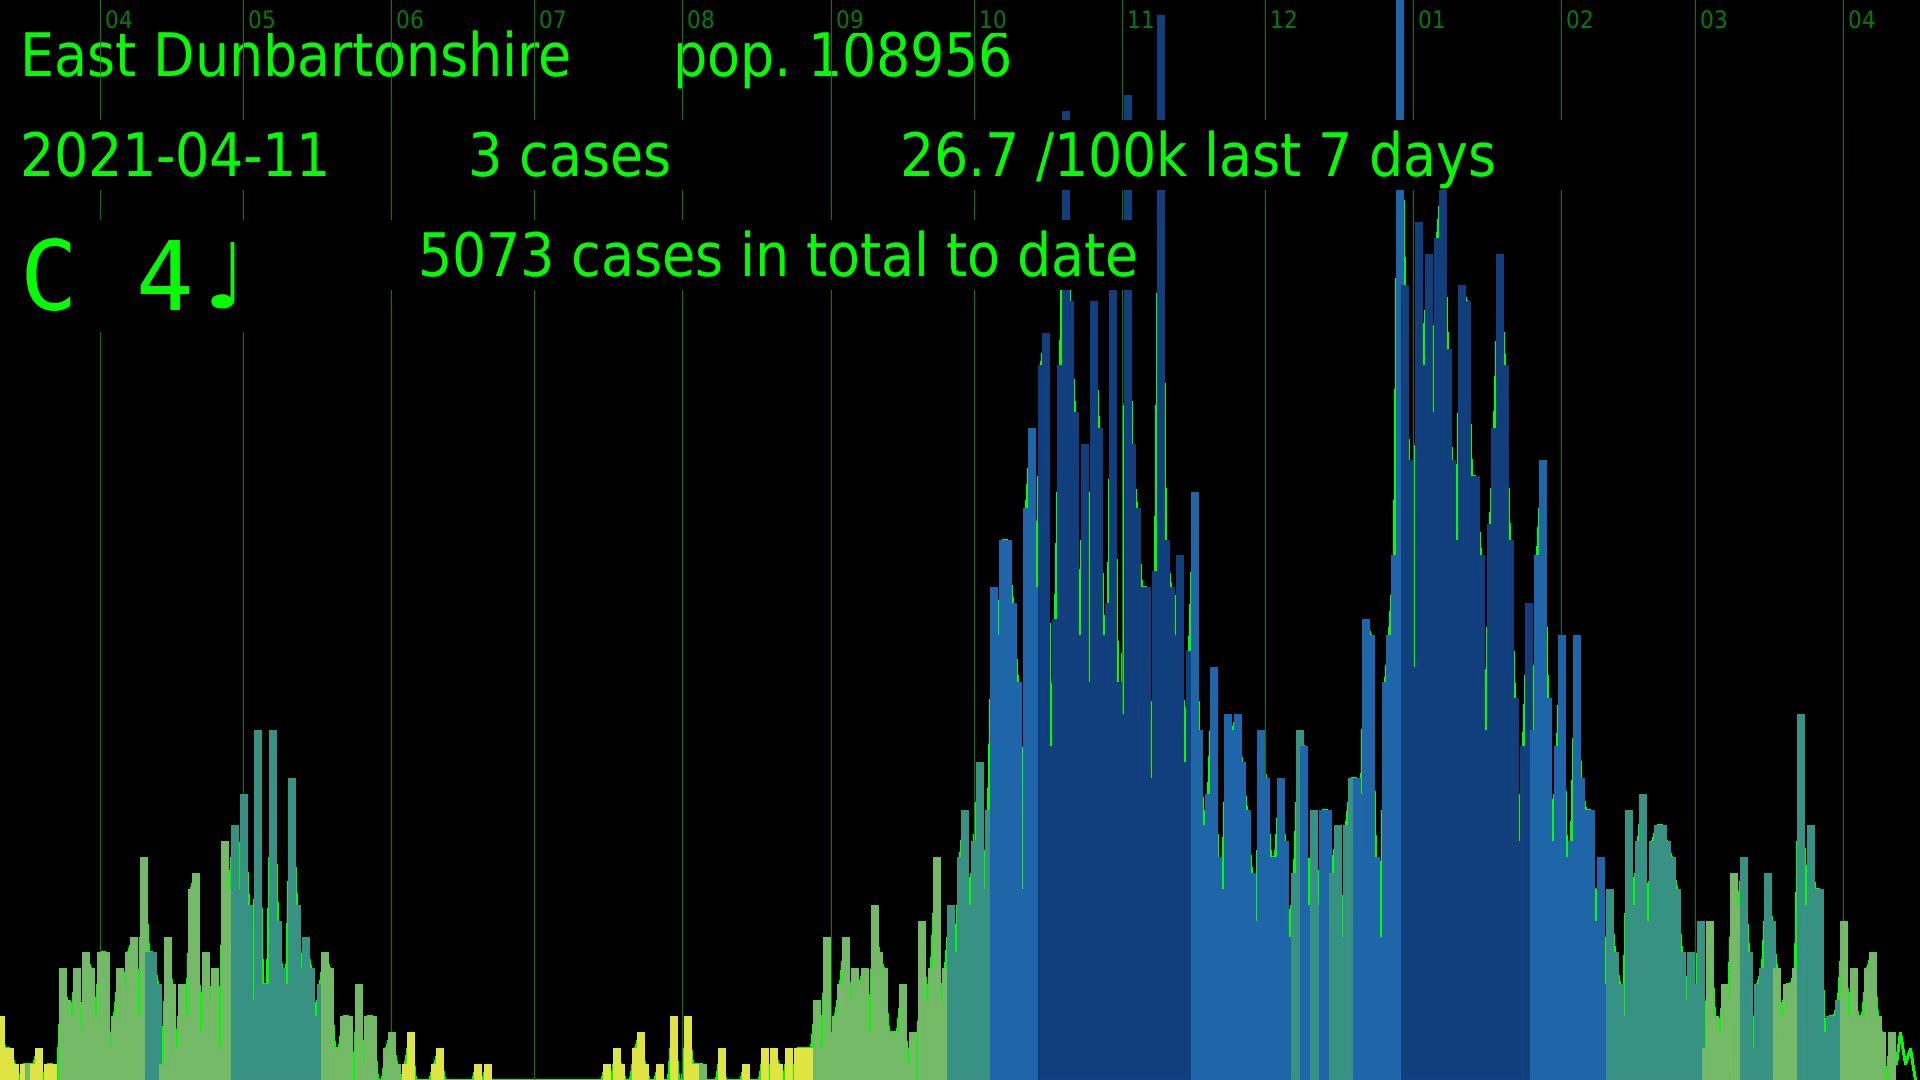 04 05 06 07 08 09 10 11 12 01 02 03 04
East Dunbartonshire pop. 108956
2021-04-11 3 cases 26.7 /100k last 7 days
C 4♩ 5073 cases in total to date